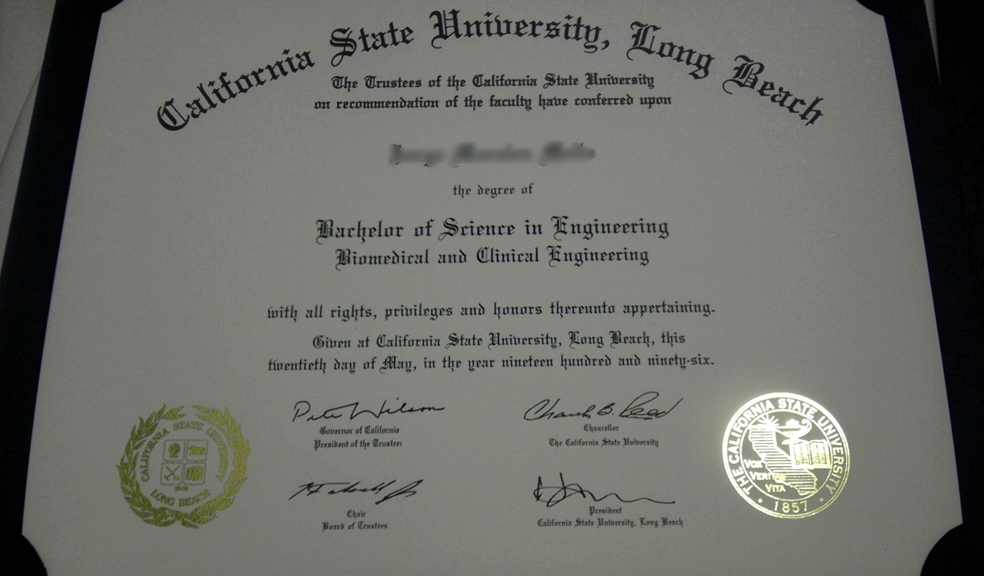 California State University, Long Beach
The Trustees of the California State University
on recommendation of the faculty have conferred upon
the degree of
Bachelor of Science in Engineering
Biomedical and Clinical Engineering
with all rights, privileges and honors thereunto appertaining.
Given at California State University, Long Beach, this
twentieth day of May, in the year nineteen hundred and ninety-six.
Pete Wilson
Governor of California
President of the Trustees
Charles B. Reed
Chancellor
The California State University
Chair
Board of Trustees
President
California State University, Long Beach
CALIFORNIA STATE UNIVERSITY
LONG BEACH
THE CALIFORNIA STATE UNIVERSITY
VOX
VERITAS
VITA
1857